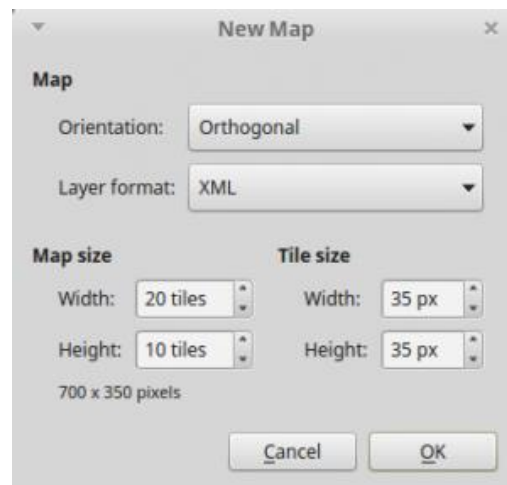 New Map
Map
Orientation: Orthogonal
Layer format: XML
Map size Tile size
Width: 20 tiles Width: 35 px
Height: 10 tiles Height: 35 px
700 x 350 pixels
Cancel OK